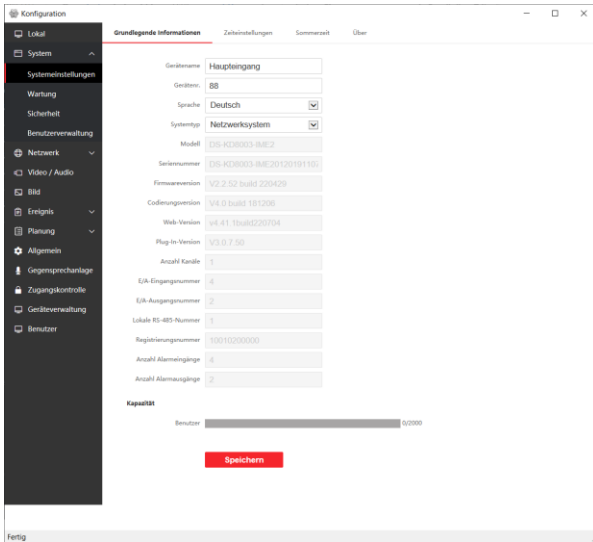 Konfiguration
Lokal
System
Systemeinstellungen
Wartung
Sicherheit
Benutzerverwaltung
Netzwerk
Video / Audio
Bild
Ereignis
Planung
Allgemein
Gegensprechanlage
Zugangskontrolle
Geräteverwaltung
Benutzer
Grundlegende Informationen Zeiteinstellungen Sommerzeit Über
Gerätename Haupteingang
Gerätenr. 88
Sprache Deutsch
Systemtyp Netzwerksystem
Modell DS-KD8003-IME2
Seriennummer
Firmwareversion V2.2.52 build 220429
Codierungsversion V4.0 build 181206
Web-Version
Plug-In-Version V3.0.7.50
Anzahl Kanäle 1
E/A-Eingangsnummer 4
E/A-Ausgangsnummer 2
Lokale RS-485-Nummer 1
Registrierungsnummer 10010200000
Anzahl Alarmeingänge 4
Anzahl Alarmausgänge 2
Kapazität
Benutzer 0/2000
Speichern
Fertig